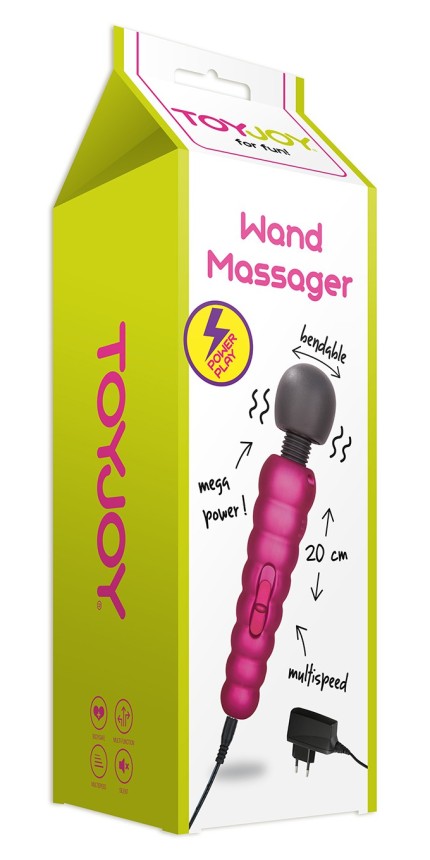 TOYJOY®
for fun!
Wand
Massager
POWER
PLAY
bendable
mega
power!
20 cm
multispeed
TOYJOY®